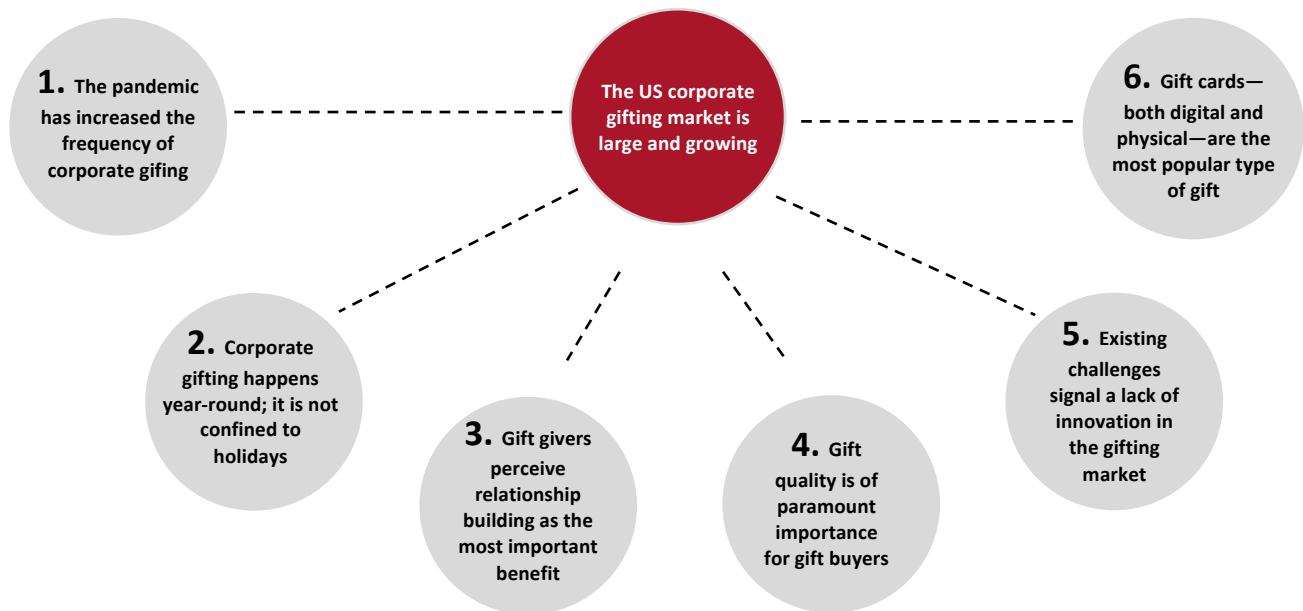 The US corporate
gifting market is
large and growing
1. The pandemic
has increased the
frequency of
corporate gifing
2. Corporate
gifting happens
year-round; it is not
confined to
holidays
3. Gift givers
perceive
relationship
building as the
most important
benefit
4. Gift
quality is of
paramount
importance
for gift buyers
5. Existing
challenges
signal a lack of
innovation in
the gifting
market
6. Gift cards—
both digital and
physical—are the
most popular type
of gift